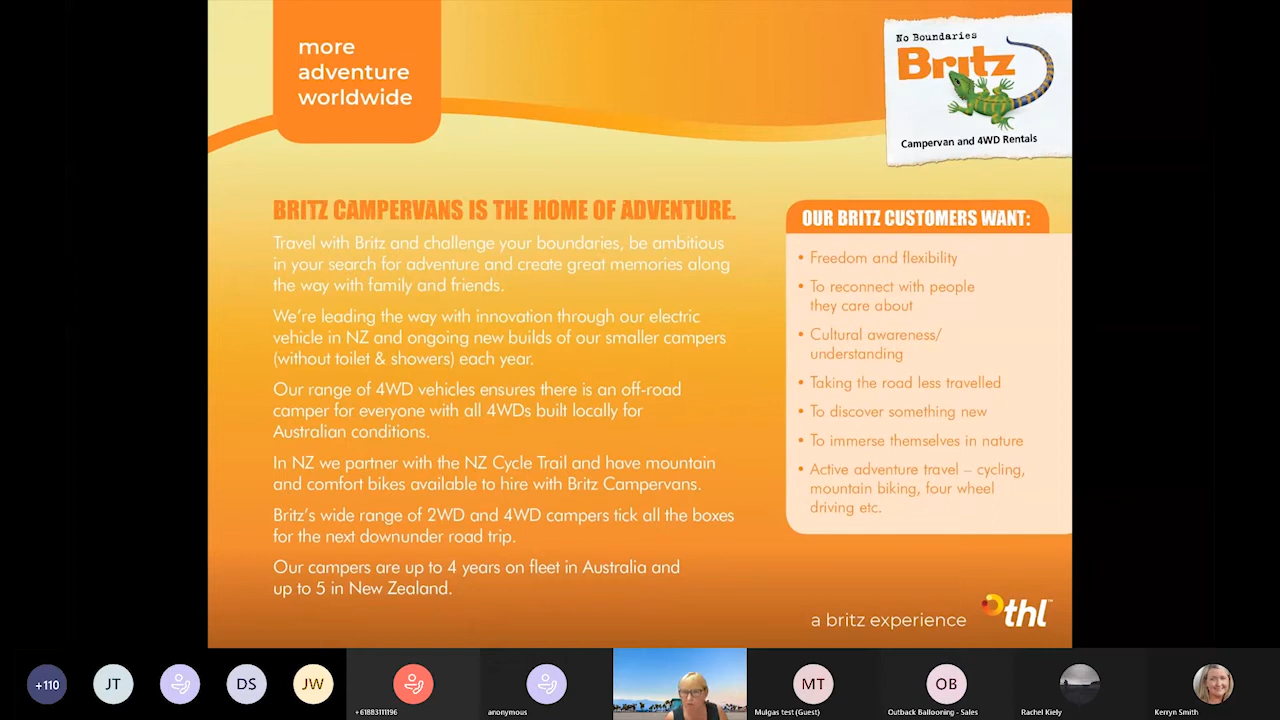 more
adventure
worldwide
No Boundaries
Britz
Campervan and 4WD Rentals
BRITZ CAMPERVANS IS THE HOME OF ADVENTURE.
Travel with Britz and challenge your boundaries, be ambitious
in your search for adventure and create great memories along
the way with family and friends.
We're leading the way with innovation through our electric
vehicle in NZ and ongoing new builds of our smaller campers
(without toilet & showers) each year.
Our range of 4WD vehicles ensures there is an off-road
camper for everyone with all 4WDs built locally for
Australian conditions.
In NZ we partner with the NZ Cycle Trail and have mountain
and comfort bikes available to hire with Britz Campervans.
Britz's wide range of 2WD and 4WD campers tick all the boxes
for the next downunder road trip.
Our campers are up to 4 years on fleet in Australia and
up to 5 in New Zealand.
OUR BRITZ CUSTOMERS WANT:
• Freedom and flexibility
• To reconnect with people
they care about
• Cultural awareness/
understanding
• Taking the road less travelled
• To discover something new
• To immerse themselves in nature
• Active adventure travel – cycling,
mountain biking, four wheel
driving etc.
a britz experience
thl™
+110
JT
DS
JW
+61883111196
anonymous
MT
Mulgas test (Guest)
OB
Outback Ballooning - Sales
Rachel Kiely
Kerryn Smith